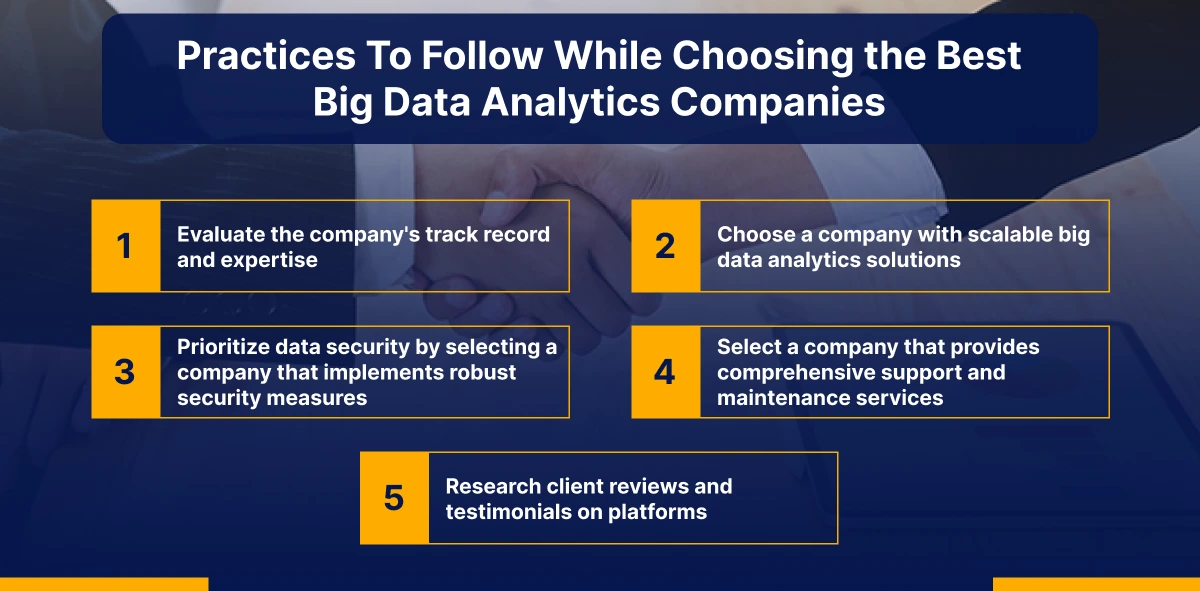 Practices To Follow While Choosing the Best
Big Data Analytics Companies
1
Evaluate the company's track record
and expertise
2
Choose a company with scalable big
data analytics solutions
3
Prioritize data security by selecting a
company that implements robust
security measures
4
Select a company that provides
comprehensive support and
maintenance services
5
Research client reviews and
testimonials on platforms